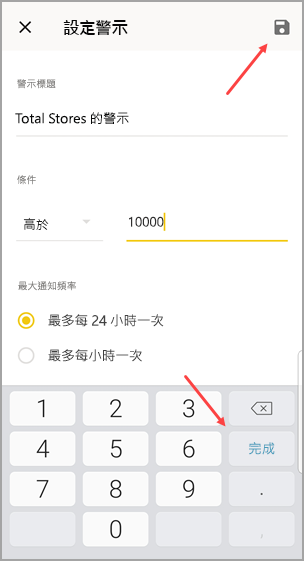 設定警示
警示標題
Total Stores 的警示
條件
高於 10000
最大通知頻率
最多每 24 小時一次
最多每小時一次
1 2 3
4 5 6 完成
7 8 9 .
0 ,